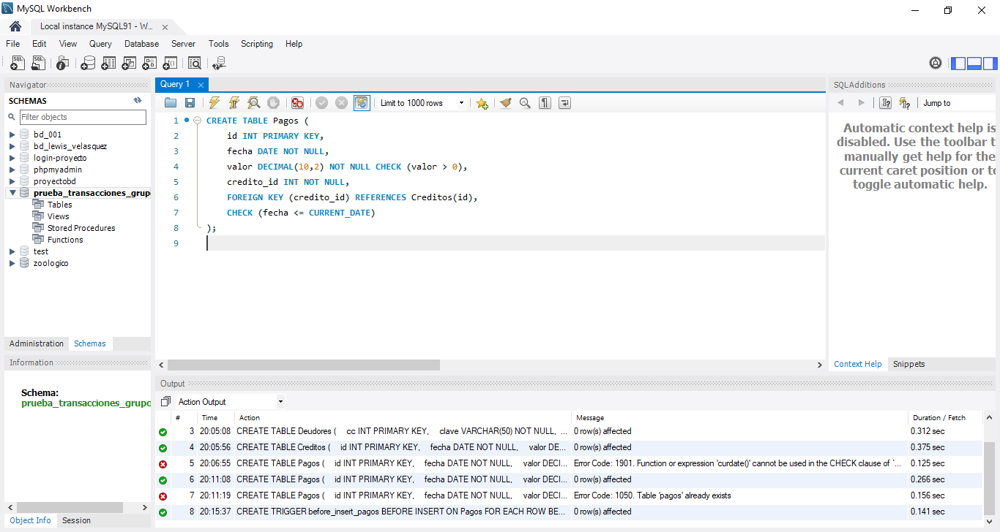 MySQL Workbench
Local instance MySQL91 - W... ×
File Edit View Query Database Server Tools Scripting Help
Navigator
SCHEMAS
Filter objects
bd_001
bd_lewis_velasquez
login-proyecto
phpmyadmin
proyectobd
prueba_transacciones_grupo
Tables
Views
Stored Procedures
Functions
test
zoologico
Administration Schemas
Information
Schema:
prueba_transacciones_grupo
Object Info Session
Query 1 ×
Limit to 1000 rows
1 CREATE TABLE Pagos (
2 id INT PRIMARY KEY,
3 fecha DATE NOT NULL,
4 valor DECIMAL(10,2) NOT NULL CHECK (valor > 0),
5 credito_id INT NOT NULL,
6 FOREIGN KEY (credito_id) REFERENCES Creditos(id),
7 CHECK (fecha <= CURRENT_DATE)
8 );
9
SQLAdditions
Jump to
Automatic context help is
disabled. Use the toolbar t
manually get help for the
current caret position or to
toggle automatic help.
Context Help Snippets
Output
Action Output
# Time Action Message Duration / Fetch
3 20:05:08 CREATE TABLE Deudores ( cc INT PRIMARY KEY, clave VARCHAR(50) NOT NULL, ... 0 row(s) affected 0.312 sec
4 20:05:56 CREATE TABLE Creditos ( id INT PRIMARY KEY, fecha DATE NOT NULL, valor DE... 0 row(s) affected 0.375 sec
5 20:06:55 CREATE TABLE Pagos ( id INT PRIMARY KEY, fecha DATE NOT NULL, valor DECI... Error Code: 1901. Function or expression 'curdate()' cannot be used in the CHECK clause of `... 0.125 sec
6 20:11:08 CREATE TABLE Pagos ( id INT PRIMARY KEY, fecha DATE NOT NULL, valor DECI... 0 row(s) affected 0.266 sec
7 20:11:19 CREATE TABLE Pagos ( id INT PRIMARY KEY, fecha DATE NOT NULL, valor DECI... Error Code: 1050. Table 'pagos' already exists 0.156 sec
8 20:15:37 CREATE TRIGGER before_insert_pagos BEFORE INSERT ON Pagos FOR EACH ROW BE... 0 row(s) affected 0.141 sec